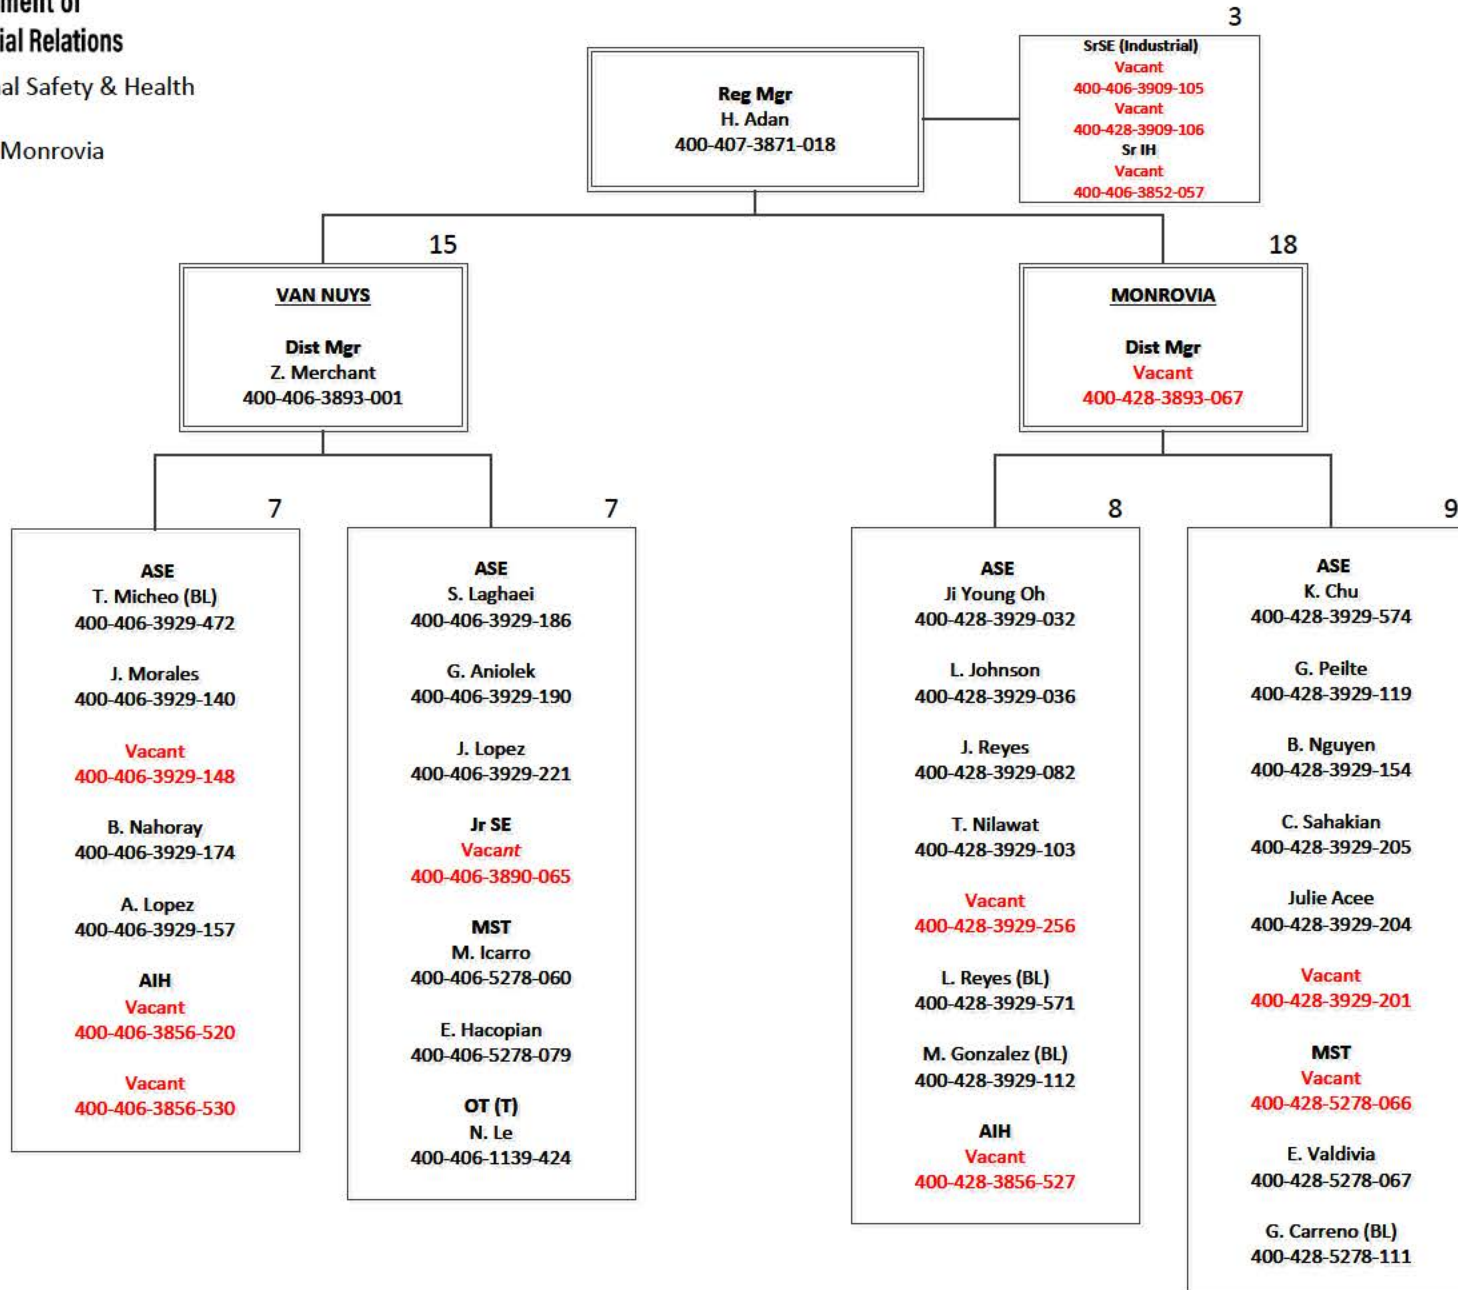 ial Relations
al Safety & Health
Monrovia
3
SrSE (Industrial)
Vacant
400-406-3909-105
Vacant
400-428-3909-106
Sr IH
Vacant
400-406-3852-057
Reg Mgr
H. Adan
400-407-3871-018
15
VAN NUYS
Dist Mgr
Z. Merchant
400-406-3893-001
18
MONROVIA
Dist Mgr
Vacant
400-428-3893-067
7
ASE
T. Micheo (BL)
400-406-3929-472
J. Morales
400-406-3929-140
Vacant
400-406-3929-148
B. Nahoray
400-406-3929-174
A. Lopez
400-406-3929-157
AIH
Vacant
400-406-3856-520
Vacant
400-406-3856-530
7
ASE
S. Laghaei
400-406-3929-186
G. Aniolek
400-406-3929-190
J. Lopez
400-406-3929-221
Jr SE
Vacant
400-406-3890-065
MST
M. Icarro
400-406-5278-060
E. Hacopian
400-406-5278-079
OT (T)
N. Le
400-406-1139-424
8
ASE
Ji Young Oh
400-428-3929-032
L. Johnson
400-428-3929-036
J. Reyes
400-428-3929-082
T. Nilawat
400-428-3929-103
Vacant
400-428-3929-256
L. Reyes (BL)
400-428-3929-571
M. Gonzalez (BL)
400-428-3929-112
AIH
Vacant
400-428-3856-527
9
ASE
K. Chu
400-428-3929-574
G. Peilte
400-428-3929-119
B. Nguyen
400-428-3929-154
C. Sahakian
400-428-3929-205
Julie Acee
400-428-3929-204
Vacant
400-428-3929-201
MST
Vacant
400-428-5278-066
E. Valdivia
400-428-5278-067
G. Carreno (BL)
400-428-5278-111